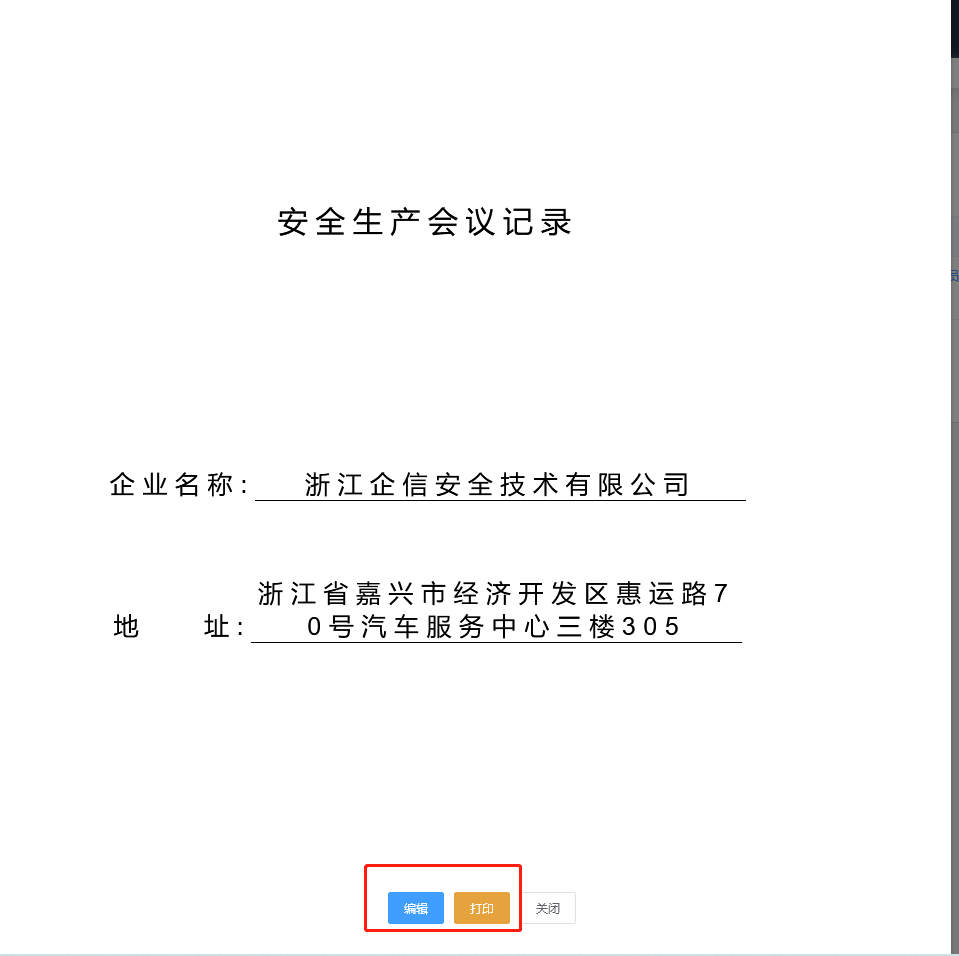 安全生产会议记录
企业名称:浙江企信安全技术有限公司
浙江省嘉兴市经济开发区惠运路7
地 址:0号汽车服务中心三楼305
编辑 打印 关闭